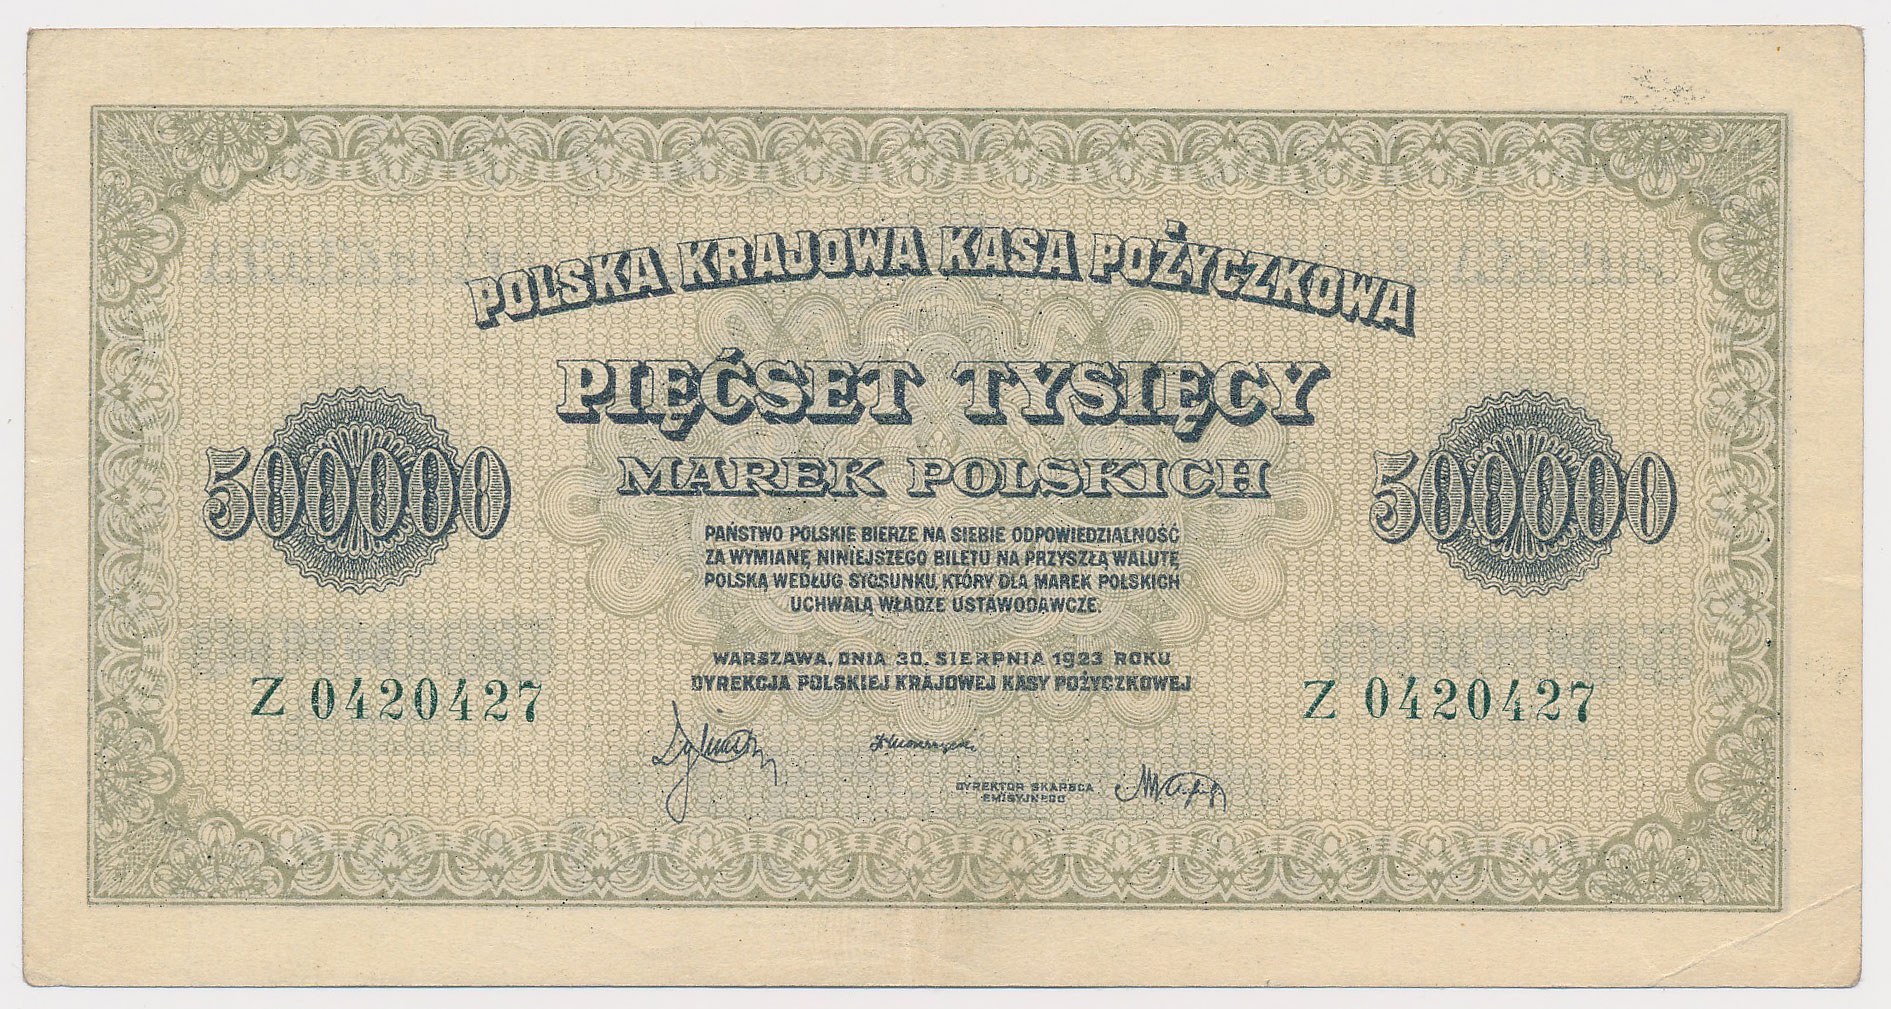 POLSKA KRAJOWA KASA POŻYCZKOWA
PIĘĆSET TYSIĘCY
500000
500000
MAREK POLSKICH
PAŃSTWO POLSKIE BIERZE NA SIEBIE ODPOWIEDZIALNOŚĆ
ZA WYMIANĘ NINIEJSZEGO BILETU NA PRZYSZŁĄ WALUTĘ
POLSKĄ WEDŁUG STOSUNKU, KTÓRY DLA MAREK POLSKICH
UCHWALĄ WŁADZE USTAWODAWCZE.
WARSZAWA, DNIA 30. SIERPNIA 1923 ROKU
DYREKCJA POLSKIEJ KRAJOWEJ KASY POŻYCZKOWEJ
Z 0420427
Z 0420427
DYREKTOR SKARBCA
EMISYJNEGO